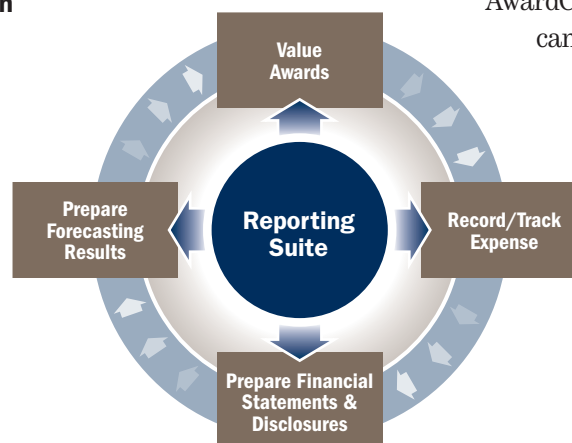 Value
Awards
Prepare
Forecasting
Results
Reporting
Suite
Record/Track
Expense
Prepare Financial
Statements &
Disclosures